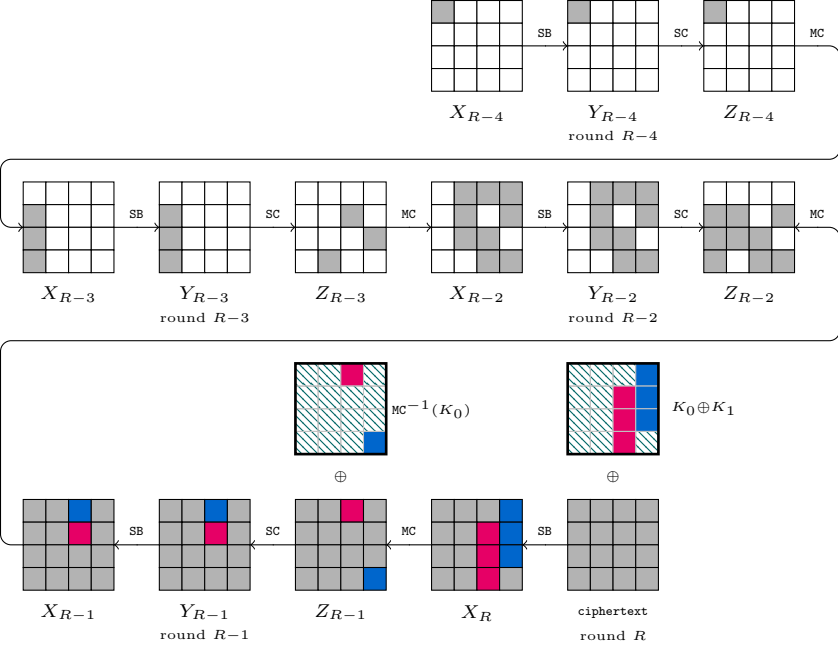 SB SC MC
X_{R−4} Y_{R−4} Z_{R−4}
round R−4
SB SC MC SB SC MC
X_{R−3} Y_{R−3} Z_{R−3} X_{R−2} Y_{R−2} Z_{R−2}
round R−3 round R−2
MC^{−1}(K_0) K_0⊕K_1
⊕ ⊕
SB SC MC SB
X_{R−1} Y_{R−1} Z_{R−1} X_R ciphertext
round R−1 round R